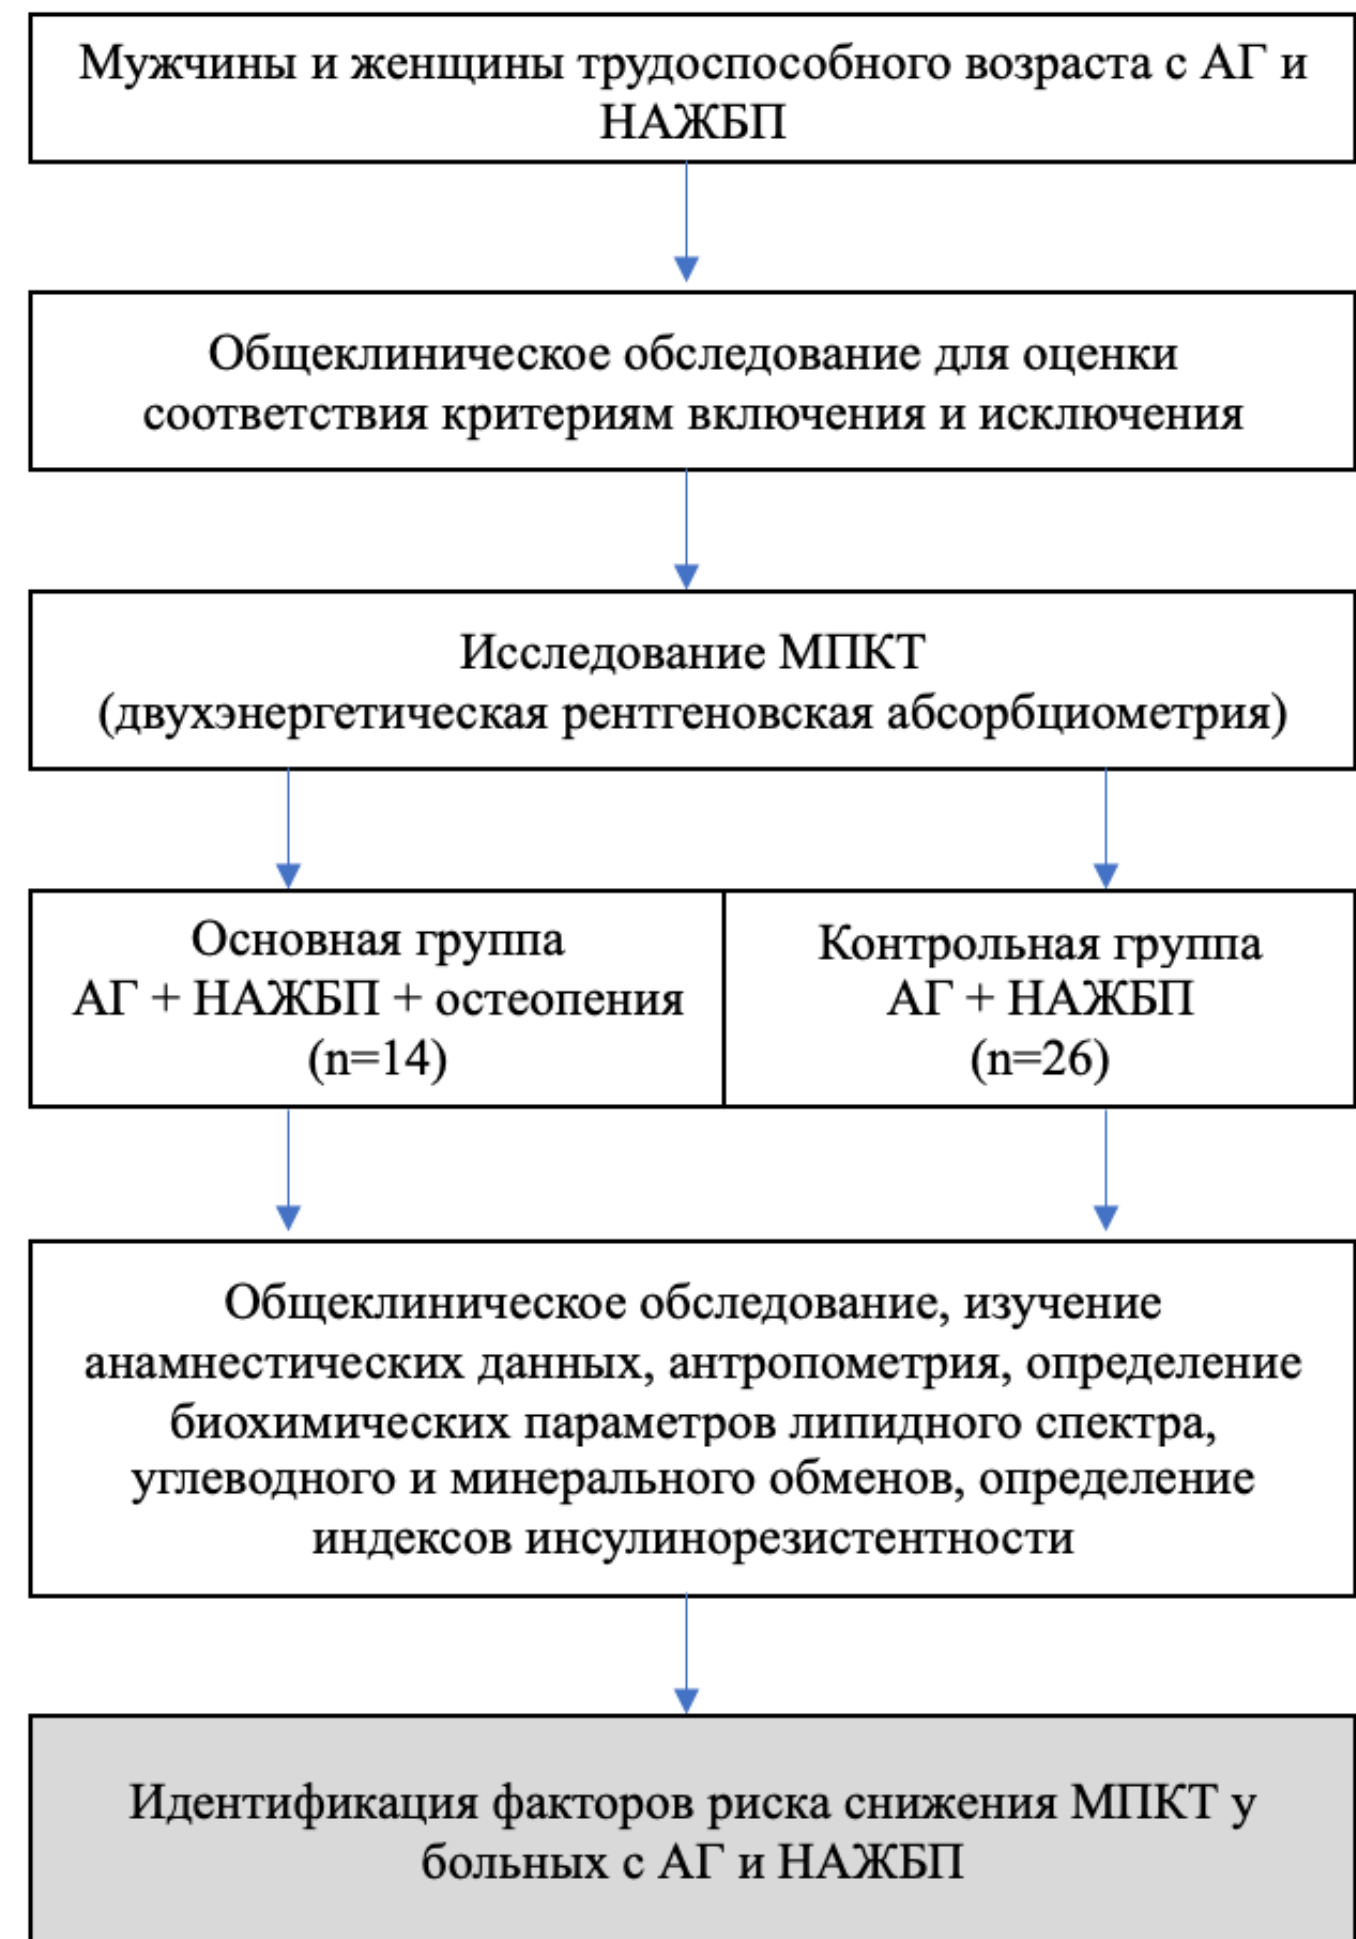 Мужчины и женщины трудоспособного возраста с АГ и
НАЖБП
Общеклиническое обследование для оценки
соответствия критериям включения и исключения
Исследование МПКТ
(двухэнергетическая рентгеновская абсорбциометрия)
Основная группа
АГ + НАЖБП + остеопения
(n=14)
Контрольная группа
АГ + НАЖБП
(n=26)
Общеклиническое обследование, изучение
анамнестических данных, антропометрия, определение
биохимических параметров липидного спектра,
углеводного и минерального обменов, определение
индексов инсулинорезистентности
Идентификация факторов риска снижения МПКТ у
больных с АГ и НАЖБП